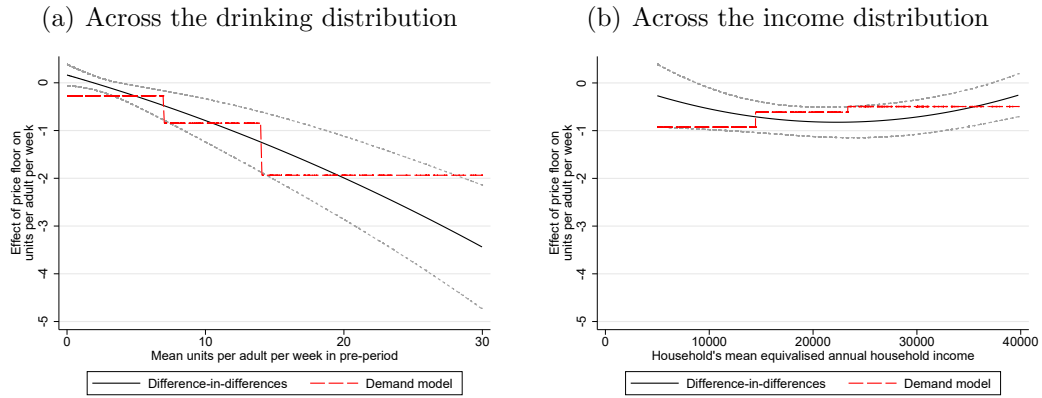 (a) Across the drinking distribution
Effect of price floor on
units per adult per week
0
-1
-2
-3
-4
-5
0
10
20
30
Mean units per adult per week in pre-period
Difference-in-differences
Demand model
(b) Across the income distribution
Effect of price floor on
units per adult per week
0
-1
-2
-3
-4
-5
0
10000
20000
30000
40000
Household's mean equivalised annual household income
Difference-in-differences
Demand model